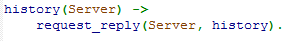 history(Server) ->
    request_reply(Server, history).